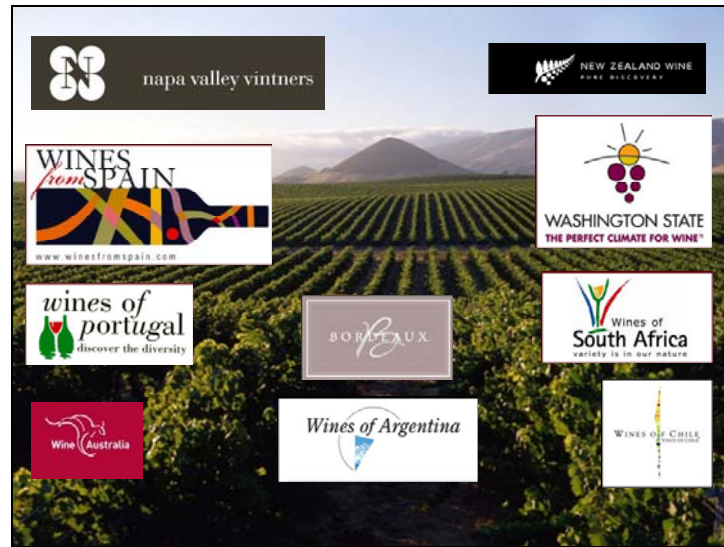 N
napa valley vintners
NEW ZEALAND WINE
PURE DISCOVERY
WINES
from SPAIN
www.winesfromspain.com
WASHINGTON STATE
THE PERFECT CLIMATE FOR WINE
wines of
portugal
discover the diversity
BORDEAUX
B
Wines of
South Africa
variety is in our nature
Wine Australia
Wines of Argentina
WINES OF CHILE